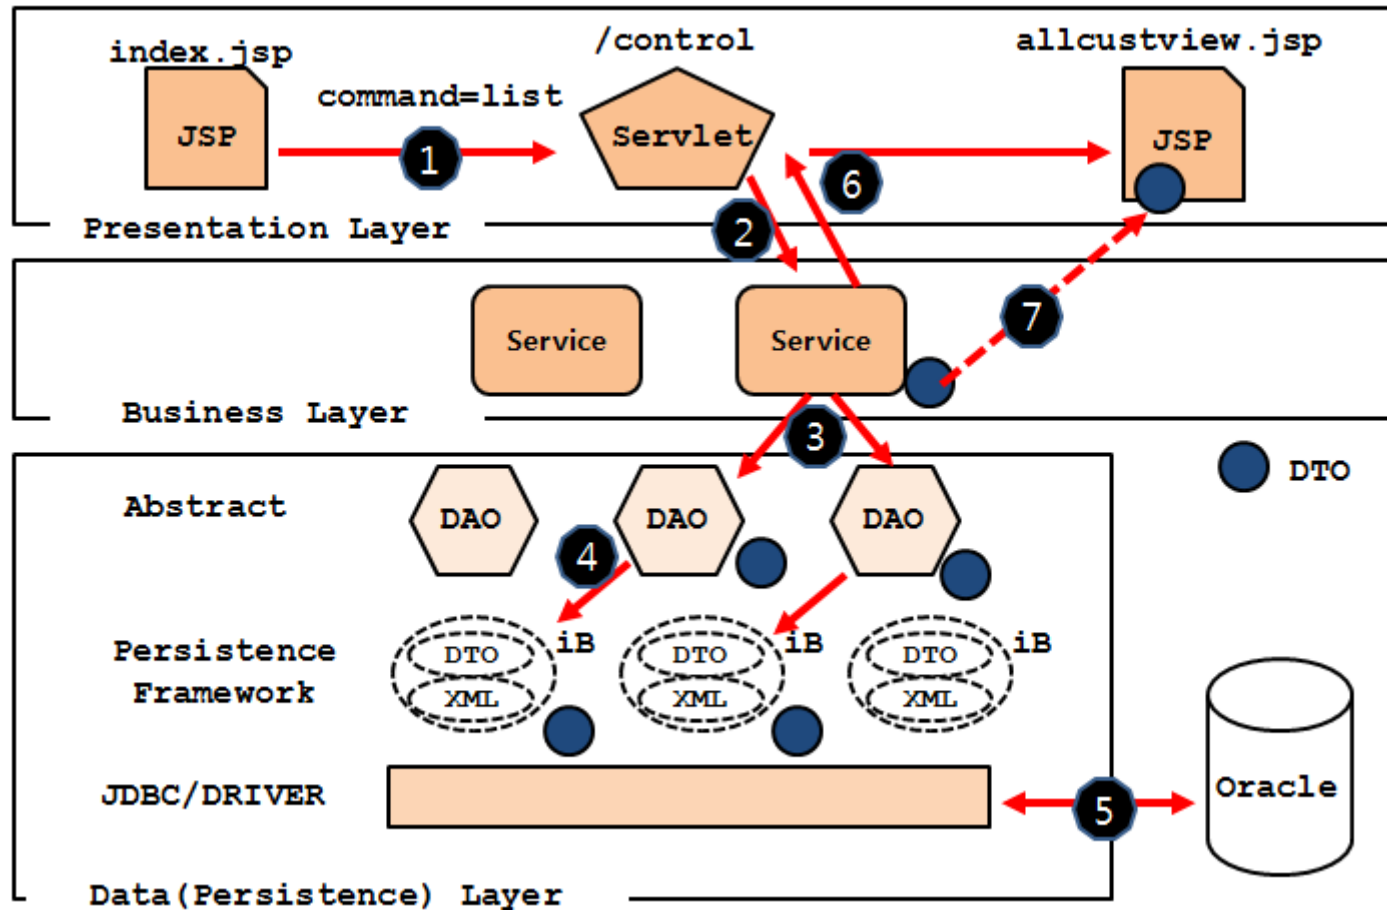 index.jsp
/control
allcustview.jsp
command=list
JSP
Servlet
JSP
1
6
2
Presentation Layer
7
Service
Service
Business Layer
3
DTO
Abstract
DAO
DAO
DAO
4
Persistence
Framework
DTO
XML
iB
DTO
XML
iB
DTO
XML
iB
JDBC/DRIVER
5
Oracle
Data(Persistence) Layer